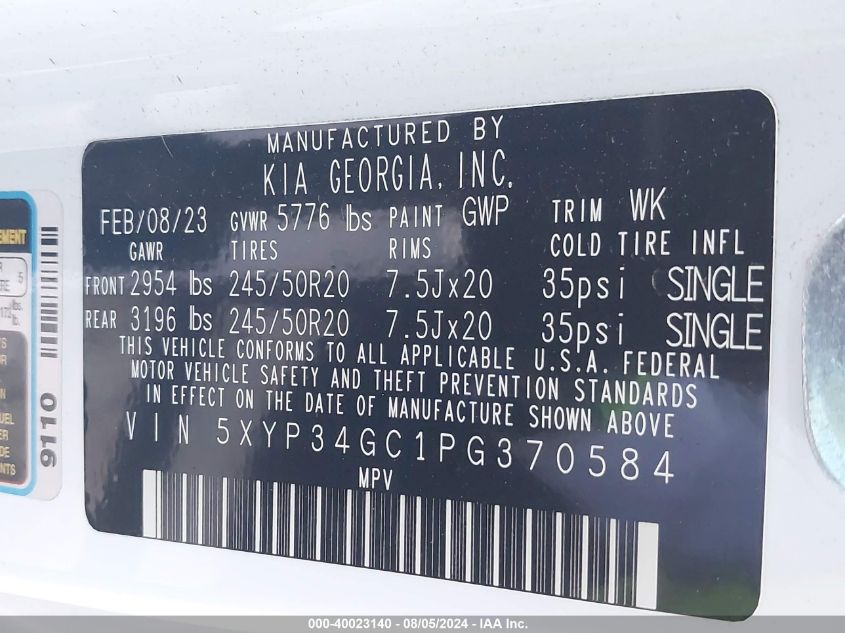 MANUFACTURED BY
KIA GEORGIA, INC.
FEB/08/23 GVWR 5776 lbs PAINT GWP TRIM WK
GAWR TIRES RIMS COLD TIRE INFL
FRONT 2954 lbs 245/50R20 7.5Jx20 35psi SINGLE
REAR 3196 lbs 245/50R20 7.5Jx20 35psi SINGLE
THIS VEHICLE CONFORMS TO ALL APPLICABLE U.S.A. FEDERAL
MOTOR VEHICLE SAFETY AND THEFT PREVENTION STANDARDS
IN EFFECT ON THE DATE OF MANUFACTURE SHOWN ABOVE
VIN 5XYP34GC1PG370584
MPV
9110
000-40023140 - 08/05/2024 - IAA Inc.